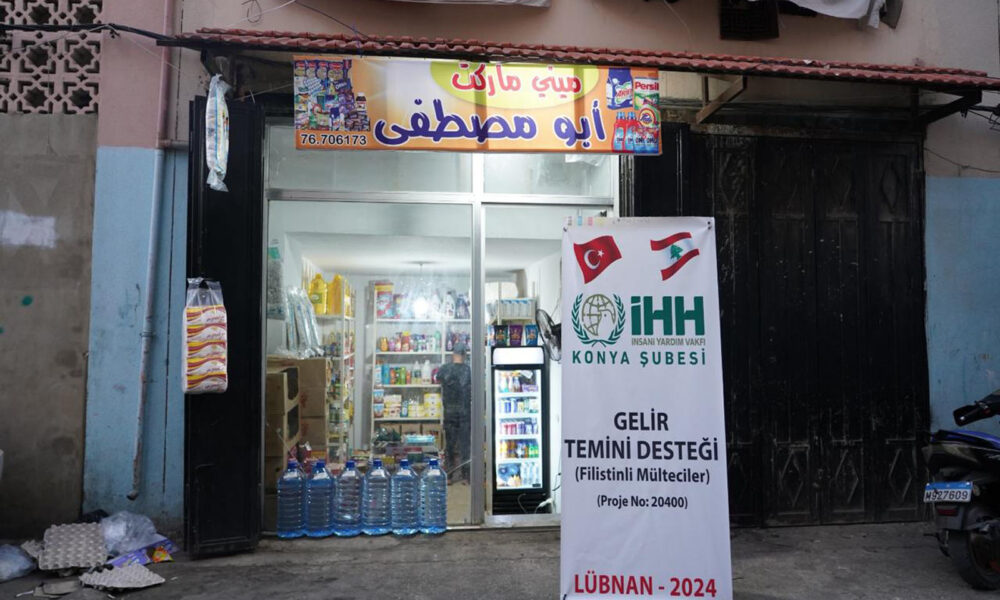 ميني ماركت
أبو مصطفى
76.706173
Persil
İHH
İNSANİ YARDIM VAKFI
KONYA ŞUBESİ
GELİR
TEMİNİ DESTEĞİ
(Filistinli Mülteciler)
(Proje No: 20400)
LÜBNAN - 2024
M927609